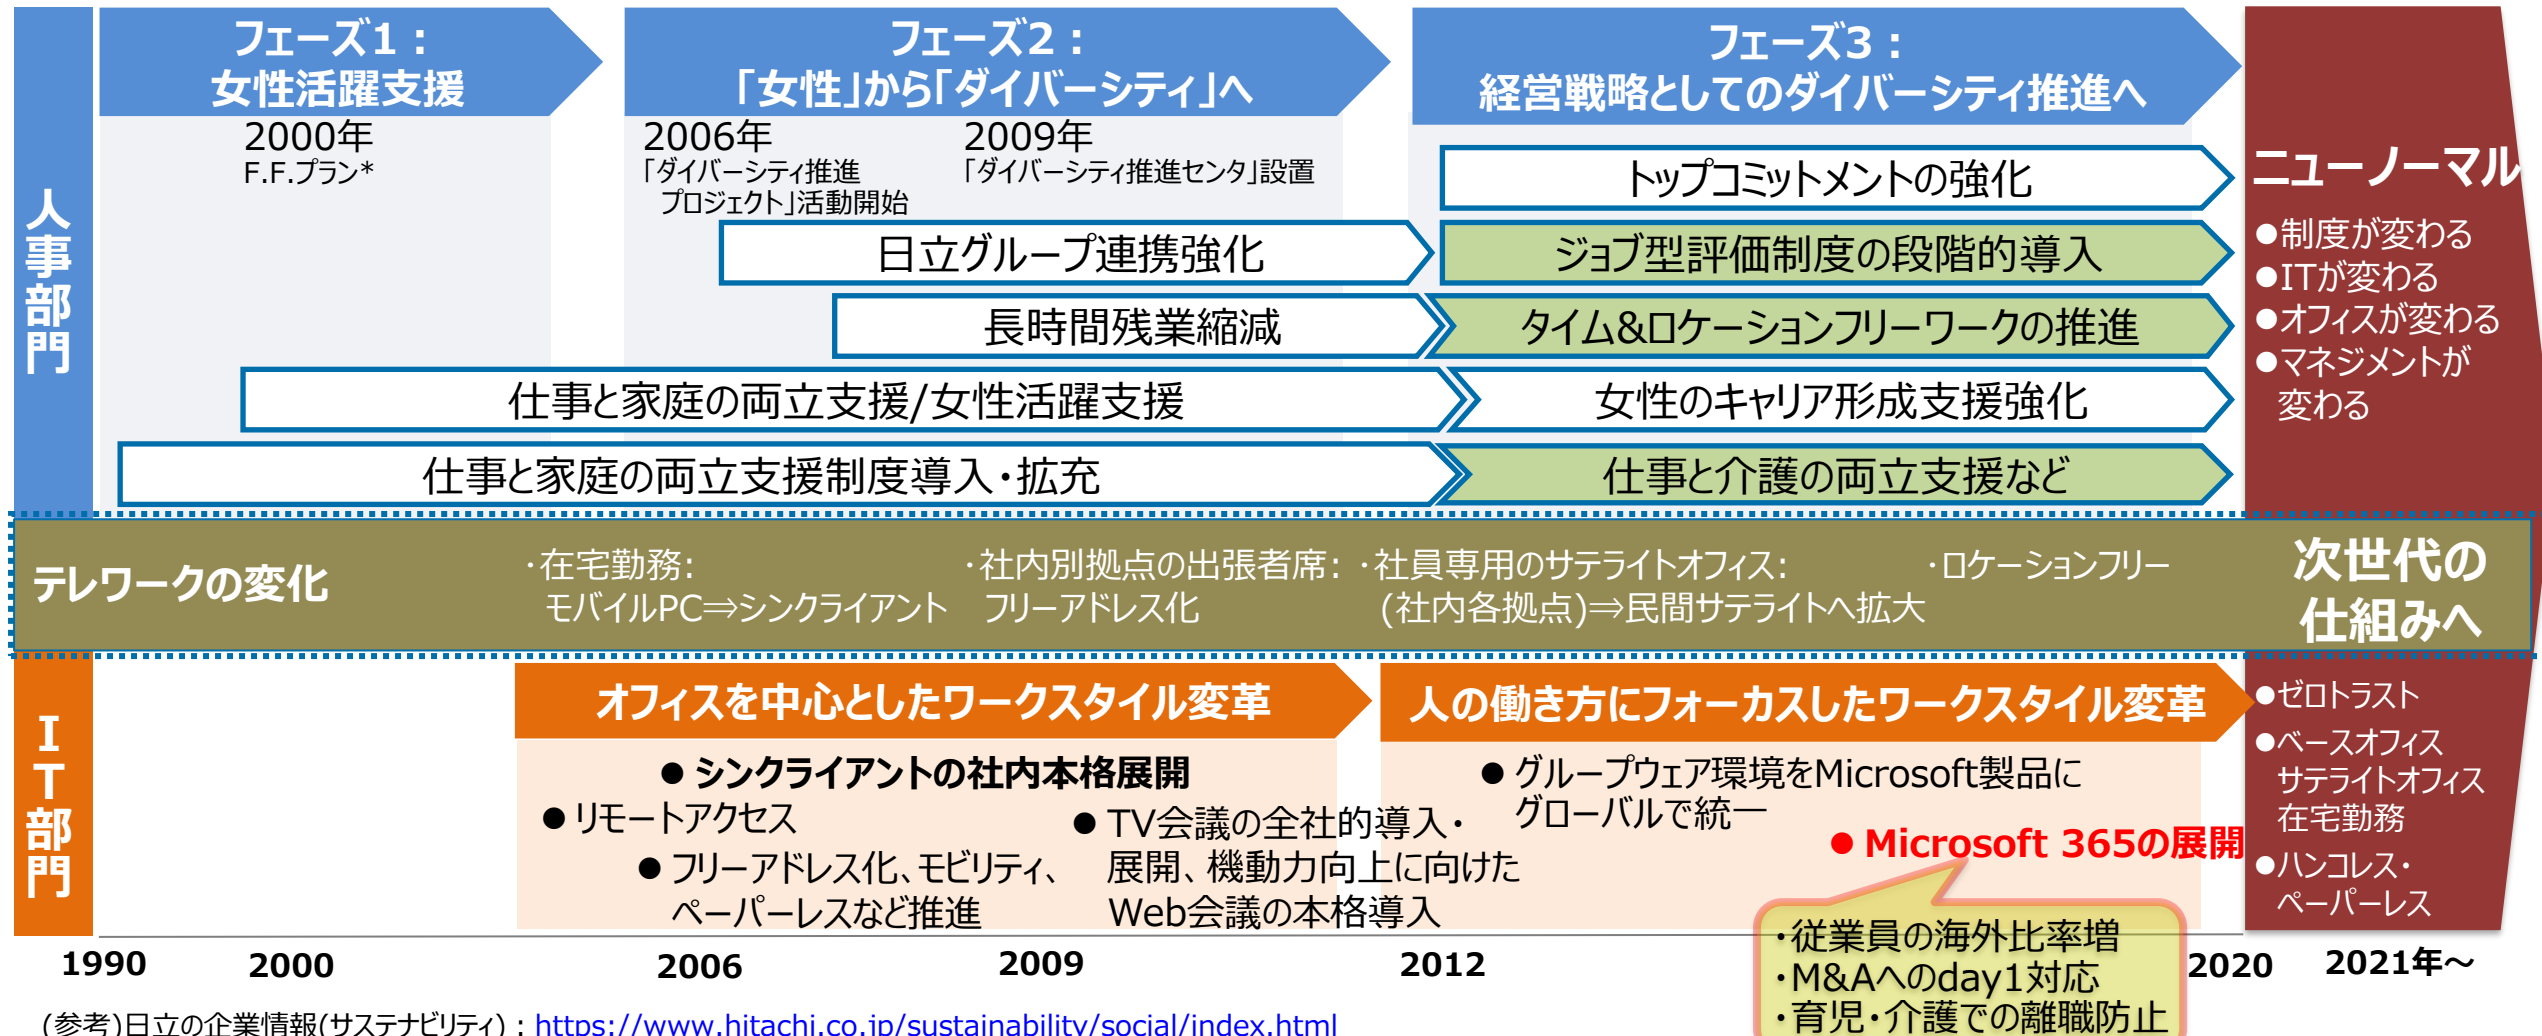 フェーズ1：
女性活躍支援
フェーズ2：
「女性」から「ダイバーシティ」へ
フェーズ3：
経営戦略としてのダイバーシティ推進へ
人事部門
2000年
F.F.プラン*
2006年
「ダイバーシティ推進
プロジェクト」活動開始
2009年
「ダイバーシティ推進センタ」設置
トップコミットメントの強化
日立グループ連携強化
ジョブ型評価制度の段階的導入
長時間残業縮減
タイム&ロケーションフリーワークの推進
仕事と家庭の両立支援/女性活躍支援
女性のキャリア形成支援強化
仕事と家庭の両立支援制度導入・拡充
仕事と介護の両立支援など
ニューノーマル
●制度が変わる
●ITが変わる
●オフィスが変わる
●マネジメントが
変わる
テレワークの変化
・在宅勤務:
モバイルPC⇒シンクライアント
・社内別拠点の出張者席:
フリーアドレス化
・社員専用のサテライトオフィス:
(社内各拠点)⇒民間サテライトへ拡大
・ロケーションフリー
次世代の
仕組みへ
IT部門
オフィスを中心としたワークスタイル変革
人の働き方にフォーカスしたワークスタイル変革
● シンクライアントの社内本格展開
● リモートアクセス
● フリーアドレス化、モビリティ、
ペーパーレスなど推進
● TV会議の全社的導入・
展開、機動力向上に向けた
Web会議の本格導入
● グループウェア環境をMicrosoft製品に
グローバルで統一
● Microsoft 365の展開
・従業員の海外比率増
・M&Aへのday1対応
・育児・介護での離職防止
●ゼロトラスト
●ベースオフィス
サテライトオフィス
在宅勤務
●ハンコレス・
ペーパーレス
1990
2000
2006
2009
2012
2020
2021年～
(参考)日立の企業情報(サステナビリティ)：https://www.hitachi.co.jp/sustainability/social/index.html